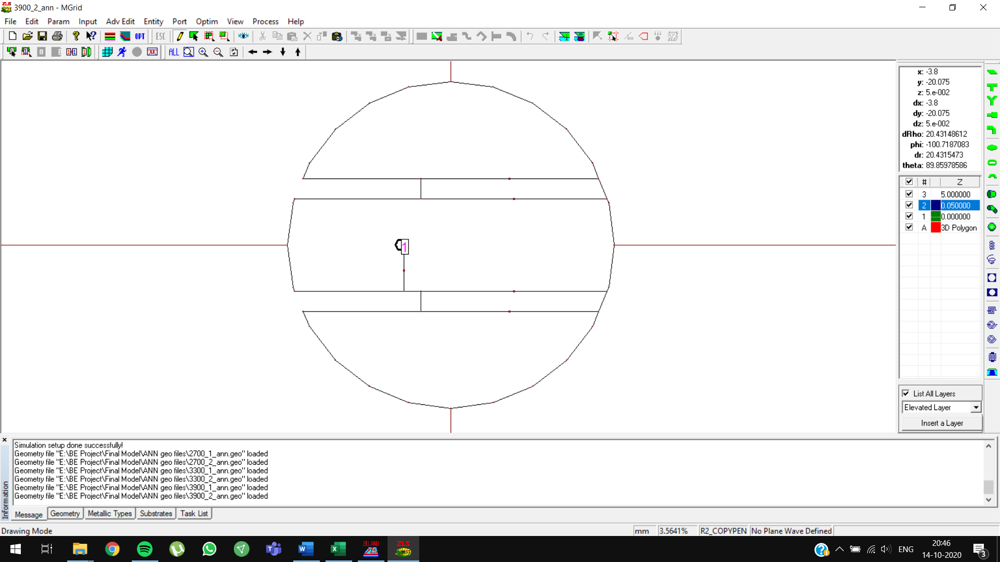 3900_2_ann - MGrid
File Edit Param Input Adv Edit Entity Port Optim View Process Help
OPT ESC
ALL
x: -3.8
y: -20.075
z: 5.e-002
dx: -3.8
dy: -20.075
dz: 5.e-002
dRho: 20.43148612
phi: -100.7187083
dr: 20.4315473
theta: 89.85978586
# Z
3 5.000000
2 0.050000
1 0.000000
A 3D Polygon
1
List All Layers
Elevated Layer
Insert a Layer
Simulation setup done successfully!
Geometry file "E:\BE Project\Final Model\ANN geo files\2700_1_ann.geo" loaded
Geometry file "E:\BE Project\Final Model\ANN geo files\2700_2_ann.geo" loaded
Geometry file "E:\BE Project\Final Model\ANN geo files\3300_1_ann.geo" loaded
Geometry file "E:\BE Project\Final Model\ANN geo files\3300_2_ann.geo" loaded
Geometry file "E:\BE Project\Final Model\ANN geo files\3900_1_ann.geo" loaded
Geometry file "E:\BE Project\Final Model\ANN geo files\3900_2_ann.geo" loaded
Information
Message Geometry Metallic Types Substrates Task List
Drawing Mode
mm 3.5641% R2_COPYPEN No Plane Wave Defined
ZELAND
ZLS
ENG
20:46
14-10-2020
3